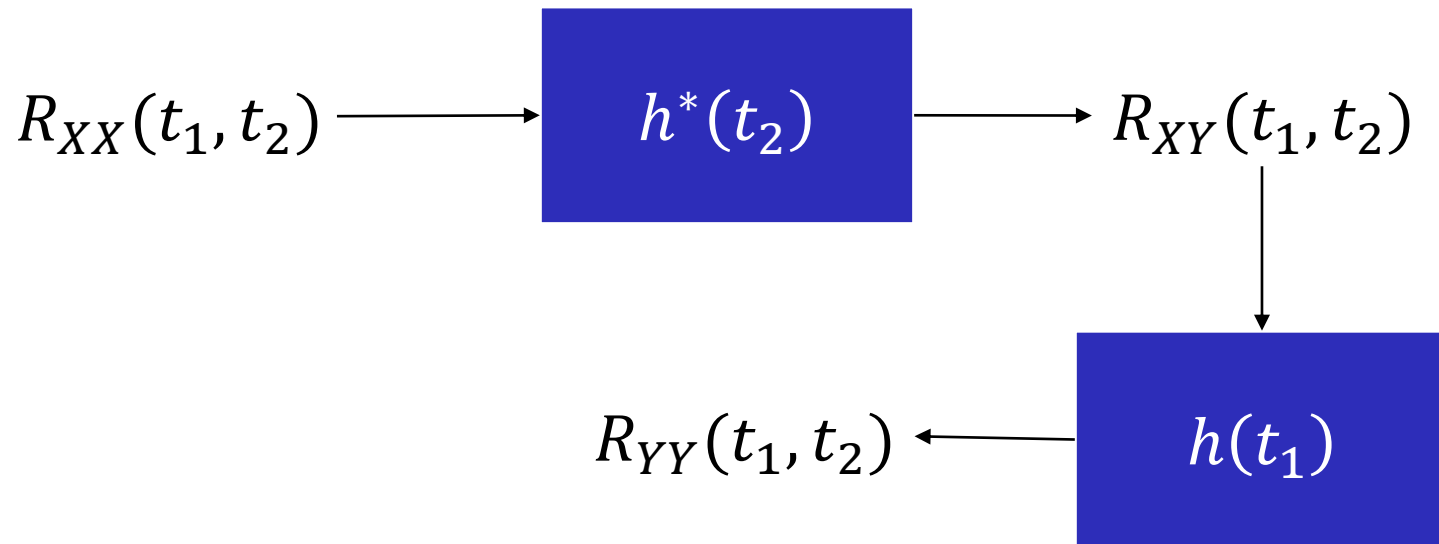 R_{XX}(t_1, t_2)
h^*(t_2)
R_{XY}(t_1, t_2)
R_{YY}(t_1, t_2)
h(t_1)